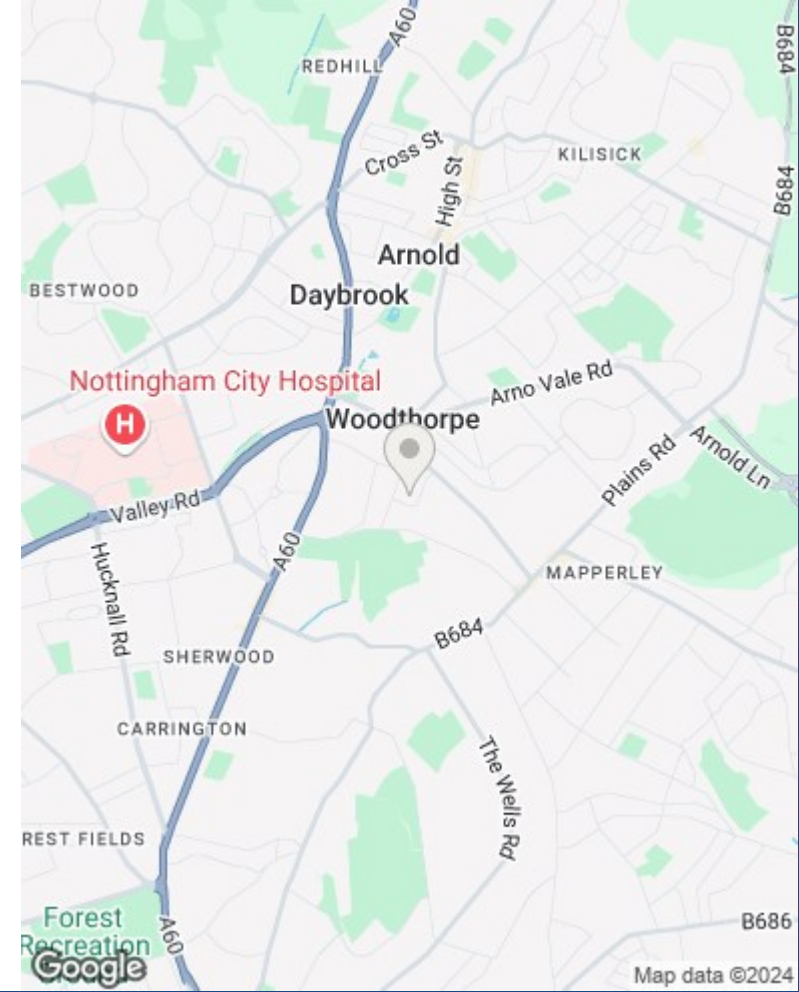 A60
B684
REDHILL
Cross St
KILISICK
High St
B684
Arnold
BESTWOOD
Daybrook
Nottingham City Hospital
H
Arno Vale Rd
Woodthorpe
Plains Rd
Arnold Ln
Valley Rd
A60
Hucknall Rd
MAPPERLEY
B684
SHERWOOD
CARRINGTON
The Wells Rd
REST FIELDS
Forest
Recreation
A60
B686
Google
Map data ©2024